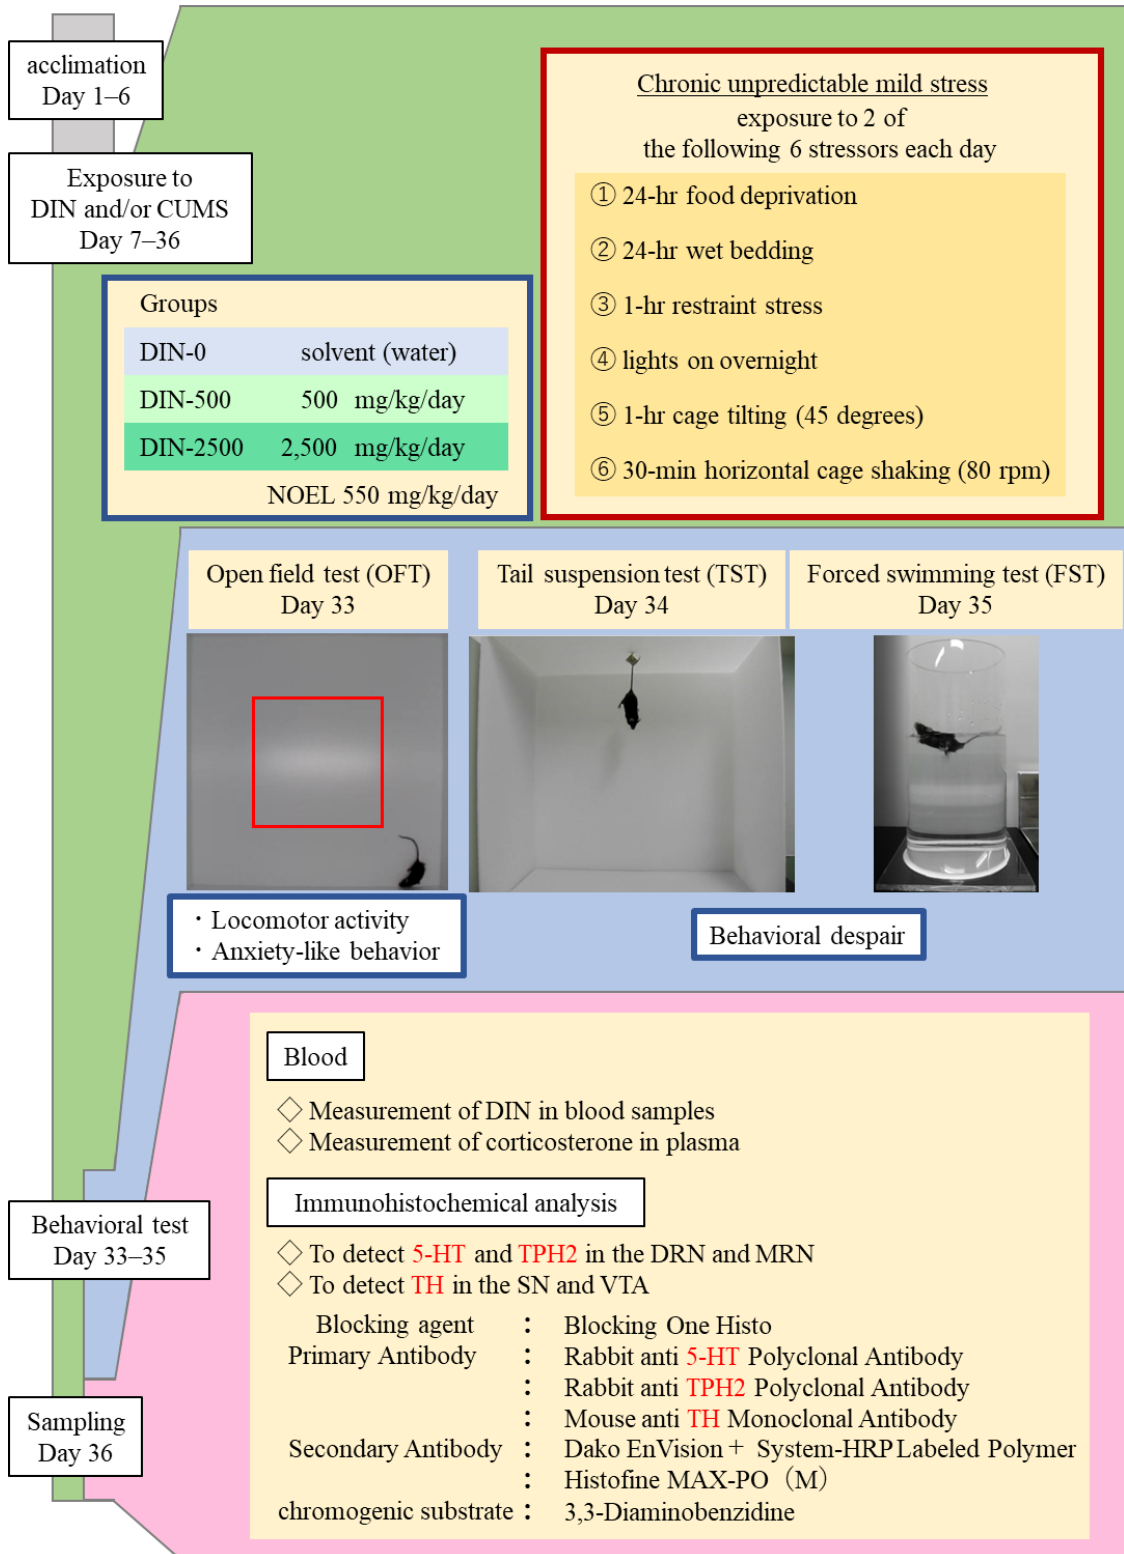 acclimation
Day 1–6
Exposure to
DIN and/or CUMS
Day 7–36
Chronic unpredictable mild stress
exposure to 2 of
the following 6 stressors each day
① 24-hr food deprivation
② 24-hr wet bedding
③ 1-hr restraint stress
④ lights on overnight
⑤ 1-hr cage tilting (45 degrees)
⑥ 30-min horizontal cage shaking (80 rpm)
Groups
DIN-0 solvent (water)
DIN-500 500 mg/kg/day
DIN-2500 2,500 mg/kg/day
NOEL 550 mg/kg/day
Open field test (OFT)
Day 33
Tail suspension test (TST)
Day 34
Forced swimming test (FST)
Day 35
・Locomotor activity
・Anxiety-like behavior
Behavioral despair
Behavioral test
Day 33–35
Sampling
Day 36
Blood
◇ Measurement of DIN in blood samples
◇ Measurement of corticosterone in plasma
Immunohistochemical analysis
◇ To detect 5-HT and TPH2 in the DRN and MRN
◇ To detect TH in the SN and VTA
Blocking agent : Blocking One Histo
Primary Antibody : Rabbit anti 5-HT Polyclonal Antibody
: Rabbit anti TPH2 Polyclonal Antibody
: Mouse anti TH Monoclonal Antibody
Secondary Antibody : Dako EnVision + System-HRP Labeled Polymer
: Histofine MAX-PO（M）
chromogenic substrate : 3,3-Diaminobenzidine